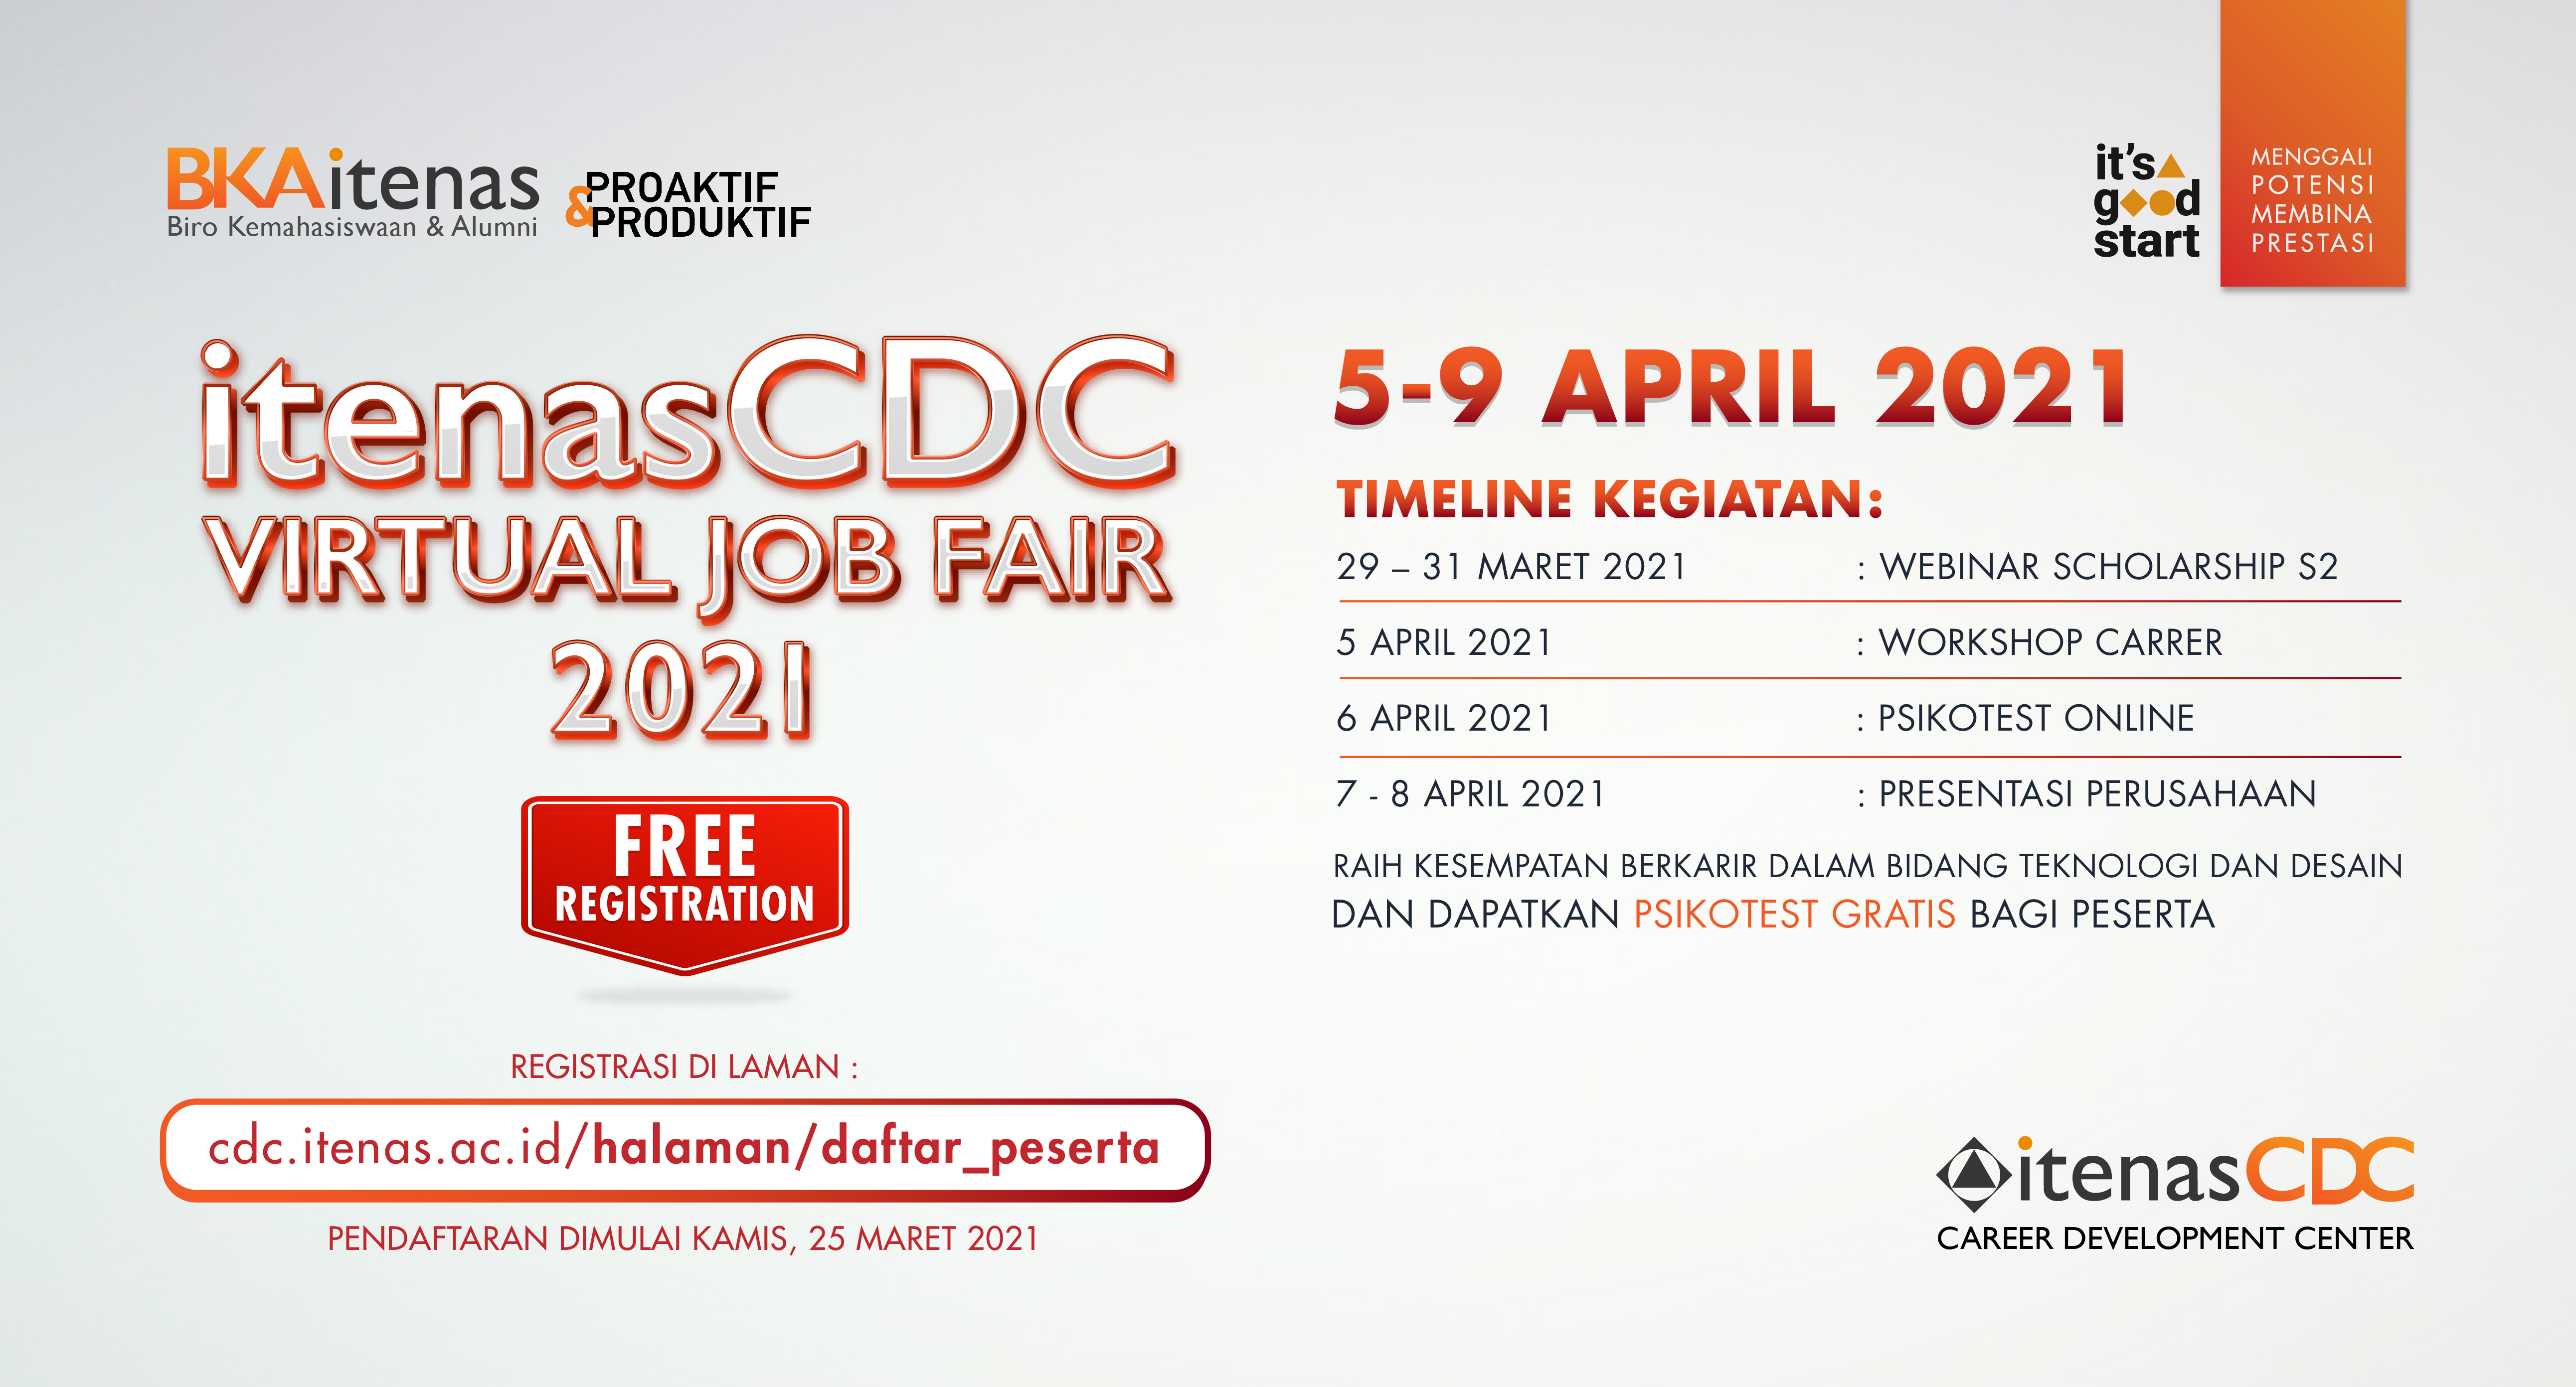 BKAitenas
Biro Kemahasiswaan & Alumni
PROAKTIF
&PRODUKTIF
it's a
good
start
MENGGALI
POTENSI
MEMBINA
PRESTASI
itenasCDC
VIRTUAL JOB FAIR
2021
FREE
REGISTRATION
REGISTRASI DI LAMAN :
cdc.itenas.ac.id/halaman/daftar_peserta
PENDAFTARAN DIMULAI KAMIS, 25 MARET 2021
5-9 APRIL 2021
TIMELINE KEGIATAN:
29 – 31 MARET 2021 : WEBINAR SCHOLARSHIP S2
5 APRIL 2021 : WORKSHOP CARRER
6 APRIL 2021 : PSIKOTEST ONLINE
7 - 8 APRIL 2021 : PRESENTASI PERUSAHAAN
RAIH KESEMPATAN BERKARIR DALAM BIDANG TEKNOLOGI DAN DESAIN
DAN DAPATKAN PSIKOTEST GRATIS BAGI PESERTA
itenasCDC
CAREER DEVELOPMENT CENTER